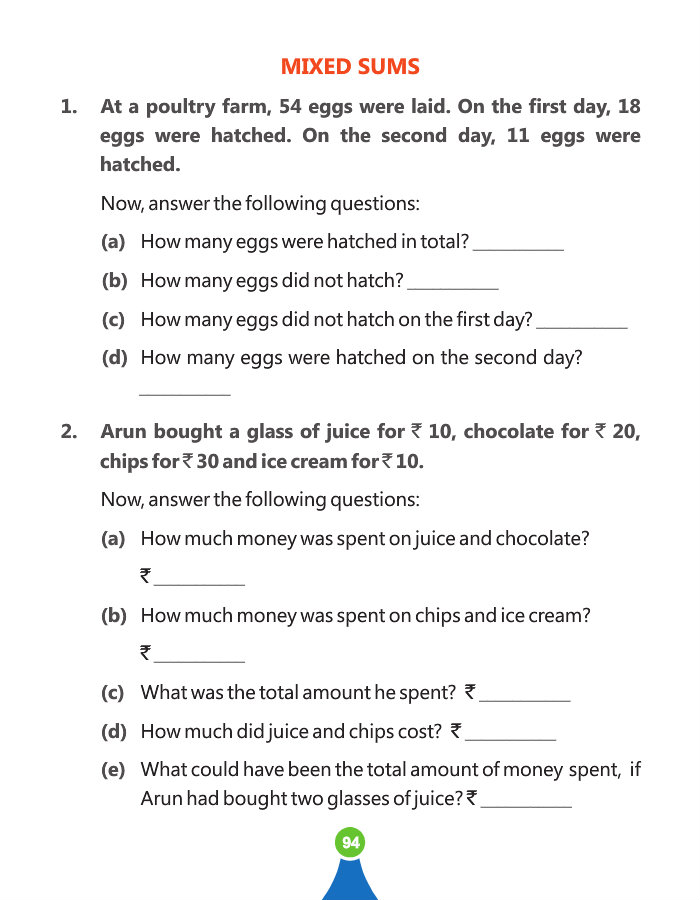 MIXED SUMS
1. At a poultry farm, 54 eggs were laid. On the first day, 18
eggs were hatched. On the second day, 11 eggs were
hatched.
Now, answer the following questions:
(a) How many eggs were hatched in total? __________
(b) How many eggs did not hatch? __________
(c) How many eggs did not hatch on the first day? __________
(d) How many eggs were hatched on the second day?
__________
2. Arun bought a glass of juice for ₹ 10, chocolate for ₹ 20,
chips for ₹ 30 and ice cream for ₹ 10.
Now, answer the following questions:
(a) How much money was spent on juice and chocolate?
₹ __________
(b) How much money was spent on chips and ice cream?
₹ __________
(c) What was the total amount he spent? ₹ __________
(d) How much did juice and chips cost? ₹ __________
(e) What could have been the total amount of money spent, if
Arun had bought two glasses of juice? ₹ __________
94